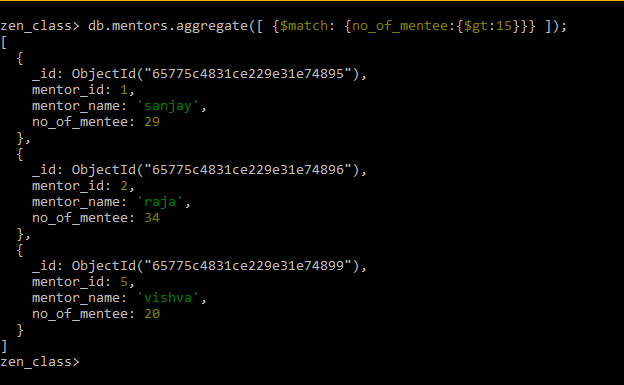 zen_class> db.mentors.aggregate([ {$match: {no_of_mentee:{$gt:15}}} ]);
[
  {
    _id: ObjectId("65775c4831ce229e31e74895"),
    mentor_id: 1,
    mentor_name: 'sanjay',
    no_of_mentee: 29
  },
  {
    _id: ObjectId("65775c4831ce229e31e74896"),
    mentor_id: 2,
    mentor_name: 'raja',
    no_of_mentee: 34
  },
  {
    _id: ObjectId("65775c4831ce229e31e74899"),
    mentor_id: 5,
    mentor_name: 'vishva',
    no_of_mentee: 20
  }
]
zen_class>